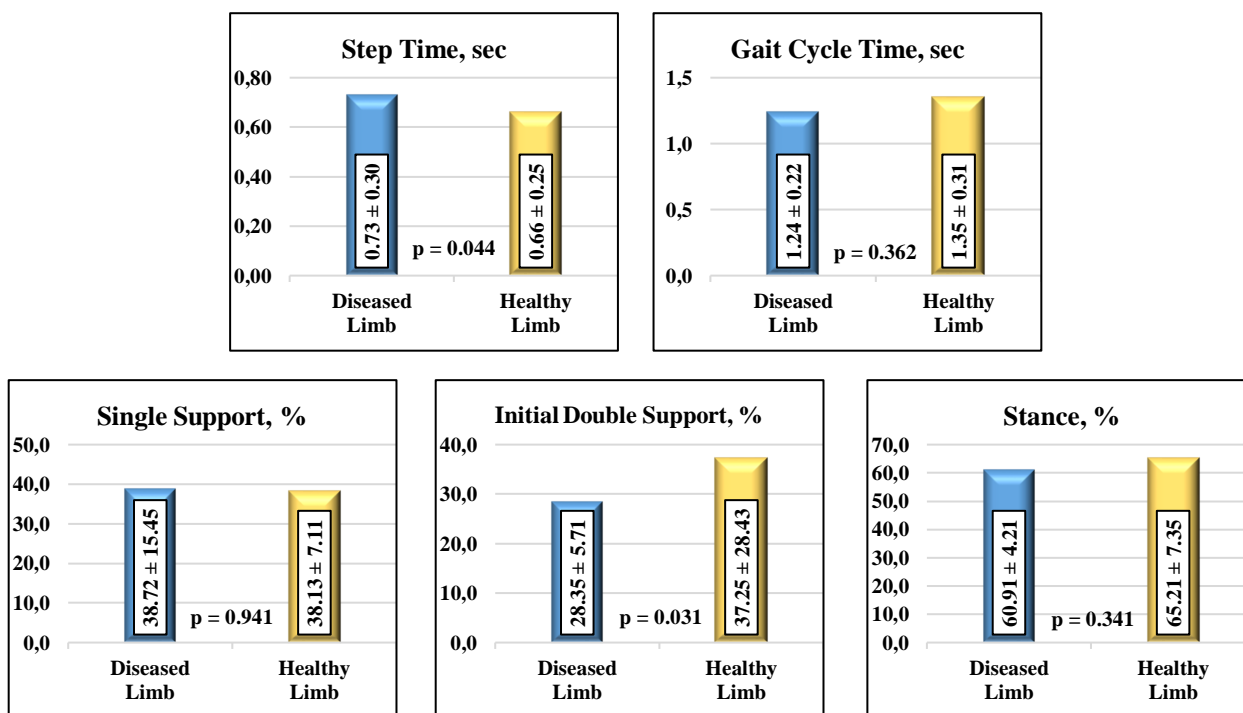 Step Time, sec
0,80
0,60
0,40
0,20
0,00
0.73 ± 0.30
p = 0.044
0.66 ± 0.25
Diseased
Limb
Healthy
Limb
Gait Cycle Time, sec
1,5
1,0
0,5
0,0
1.24 ± 0.22
p = 0.362
1.35 ± 0.31
Diseased
Limb
Healthy
Limb
Single Support, %
50,0
40,0
30,0
20,0
10,0
0,0
38.72 ± 15.45
p = 0.941
38.13 ± 7.11
Diseased
Limb
Healthy
Limb
Initial Double Support, %
40,0
30,0
20,0
10,0
0,0
28.35 ± 5.71
p = 0.031
37.25 ± 28.43
Diseased
Limb
Healthy
Limb
Stance, %
70,0
60,0
50,0
40,0
30,0
20,0
10,0
0,0
60.91 ± 4.21
p = 0.341
65.21 ± 7.35
Diseased
Limb
Healthy
Limb